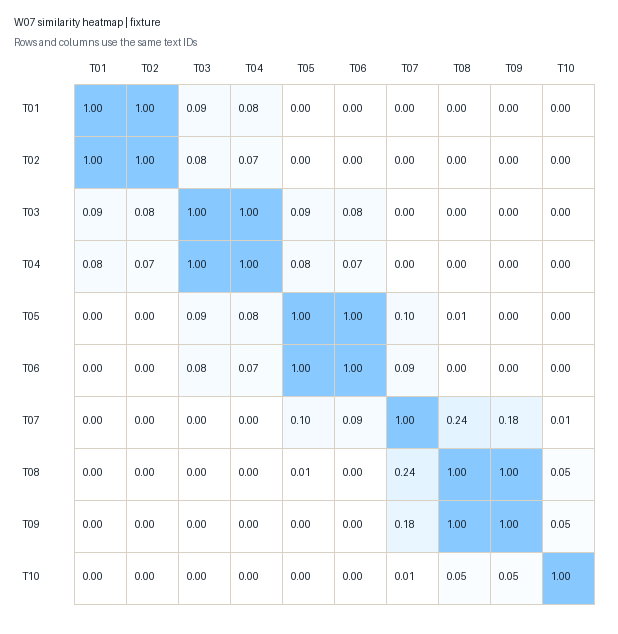 W07 similarity heatmap | fixture
Rows and columns use the same text IDs
T01 T02 T03 T04 T05 T06 T07 T08 T09 T10
T01 1.00 1.00 0.09 0.08 0.00 0.00 0.00 0.00 0.00 0.00
T02 1.00 1.00 0.08 0.07 0.00 0.00 0.00 0.00 0.00 0.00
T03 0.09 0.08 1.00 1.00 0.09 0.08 0.00 0.00 0.00 0.00
T04 0.08 0.07 1.00 1.00 0.08 0.07 0.00 0.00 0.00 0.00
T05 0.00 0.00 0.09 0.08 1.00 1.00 0.10 0.01 0.00 0.00
T06 0.00 0.00 0.08 0.07 1.00 1.00 0.09 0.00 0.00 0.00
T07 0.00 0.00 0.00 0.00 0.10 0.09 1.00 0.24 0.18 0.01
T08 0.00 0.00 0.00 0.00 0.01 0.00 0.24 1.00 1.00 0.05
T09 0.00 0.00 0.00 0.00 0.00 0.00 0.18 1.00 1.00 0.05
T10 0.00 0.00 0.00 0.00 0.00 0.00 0.01 0.05 0.05 1.00